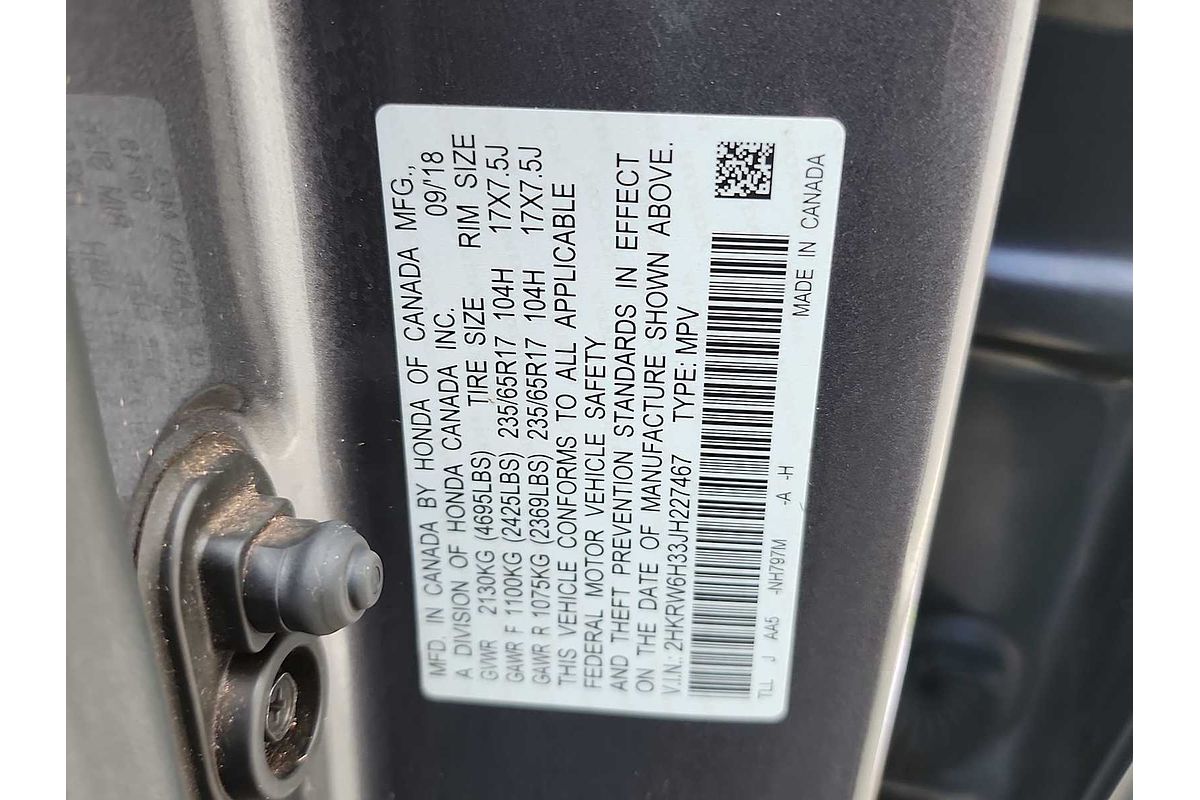 MFD. IN CANADA BY HONDA OF CANADA MFG.,
A DIVISION OF HONDA CANADA INC. 09/'18
GVWR 2130KG (4695LBS) TIRE SIZE RIM SIZE
GAWR F 1100KG (2425LBS) 235/65R17 104H 17X7.5J
GAWR R 1075KG (2369LBS) 235/65R17 104H 17X7.5J
THIS VEHICLE CONFORMS TO ALL APPLICABLE
FEDERAL MOTOR VEHICLE SAFETY
AND THEFT PREVENTION STANDARDS IN EFFECT
ON THE DATE OF MANUFACTURE SHOWN ABOVE.
V.I.N.: 2HKRW6H33JH227467 TYPE: MPV
TLL J AA5 -NH797M -A -H
MADE IN CANADA